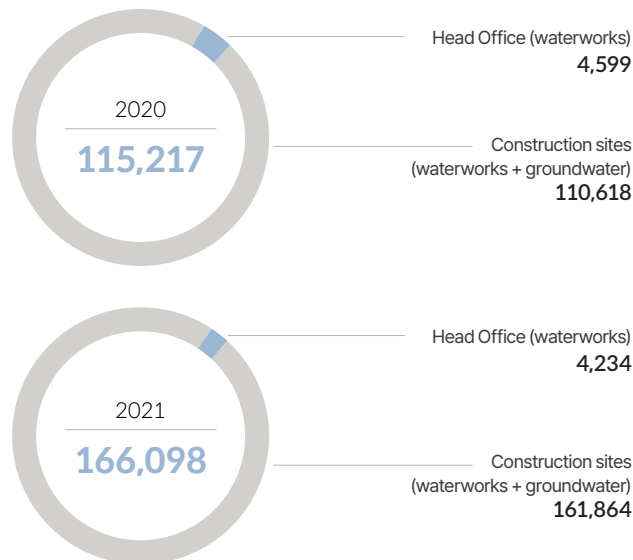 2020
115,217
Head Office (waterworks)
4,599
Construction sites
(waterworks + groundwater)
110,618
2021
166,098
Head Office (waterworks)
4,234
Construction sites
(waterworks + groundwater)
161,864